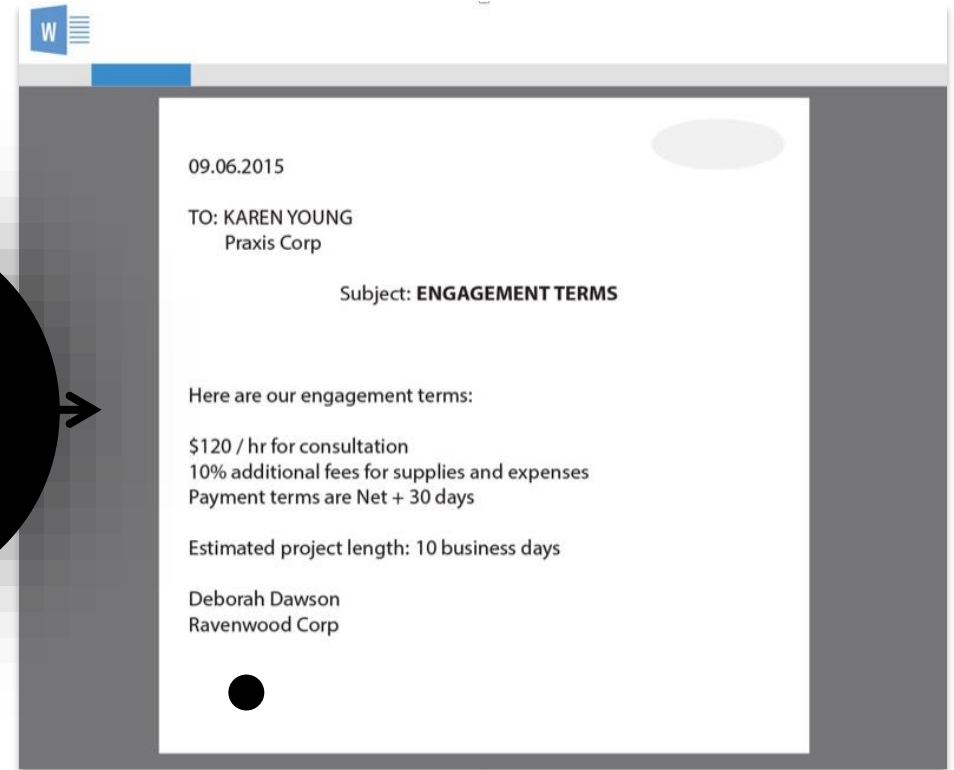 W
09.06.2015
TO: KAREN YOUNG
Praxis Corp
Subject: ENGAGEMENT TERMS
Here are our engagement terms:
$120 / hr for consultation
10% additional fees for supplies and expenses
Payment terms are Net + 30 days
Estimated project length: 10 business days
Deborah Dawson
Ravenwood Corp